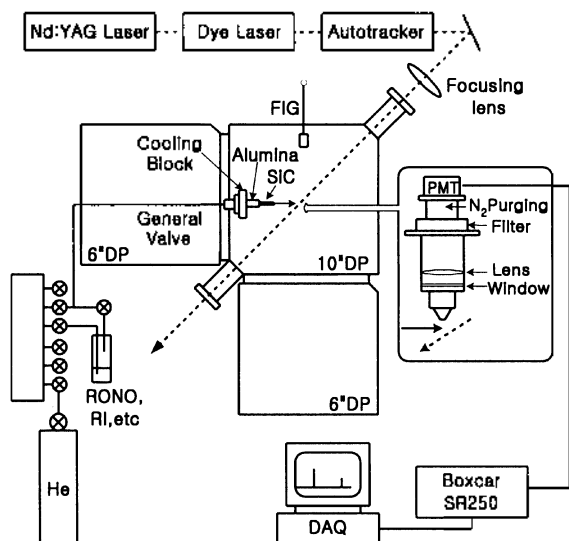 Nd:YAG Laser
Dye Laser
Autotracker
Focusing
lens
FIG
Cooling
Block
Alumina
SIC
General
Valve
6"DP
10"DP
6"DP
PMT
N2Purging
Filter
Lens
Window
RONO,
RI,etc
He
DAQ
Boxcar
SR250